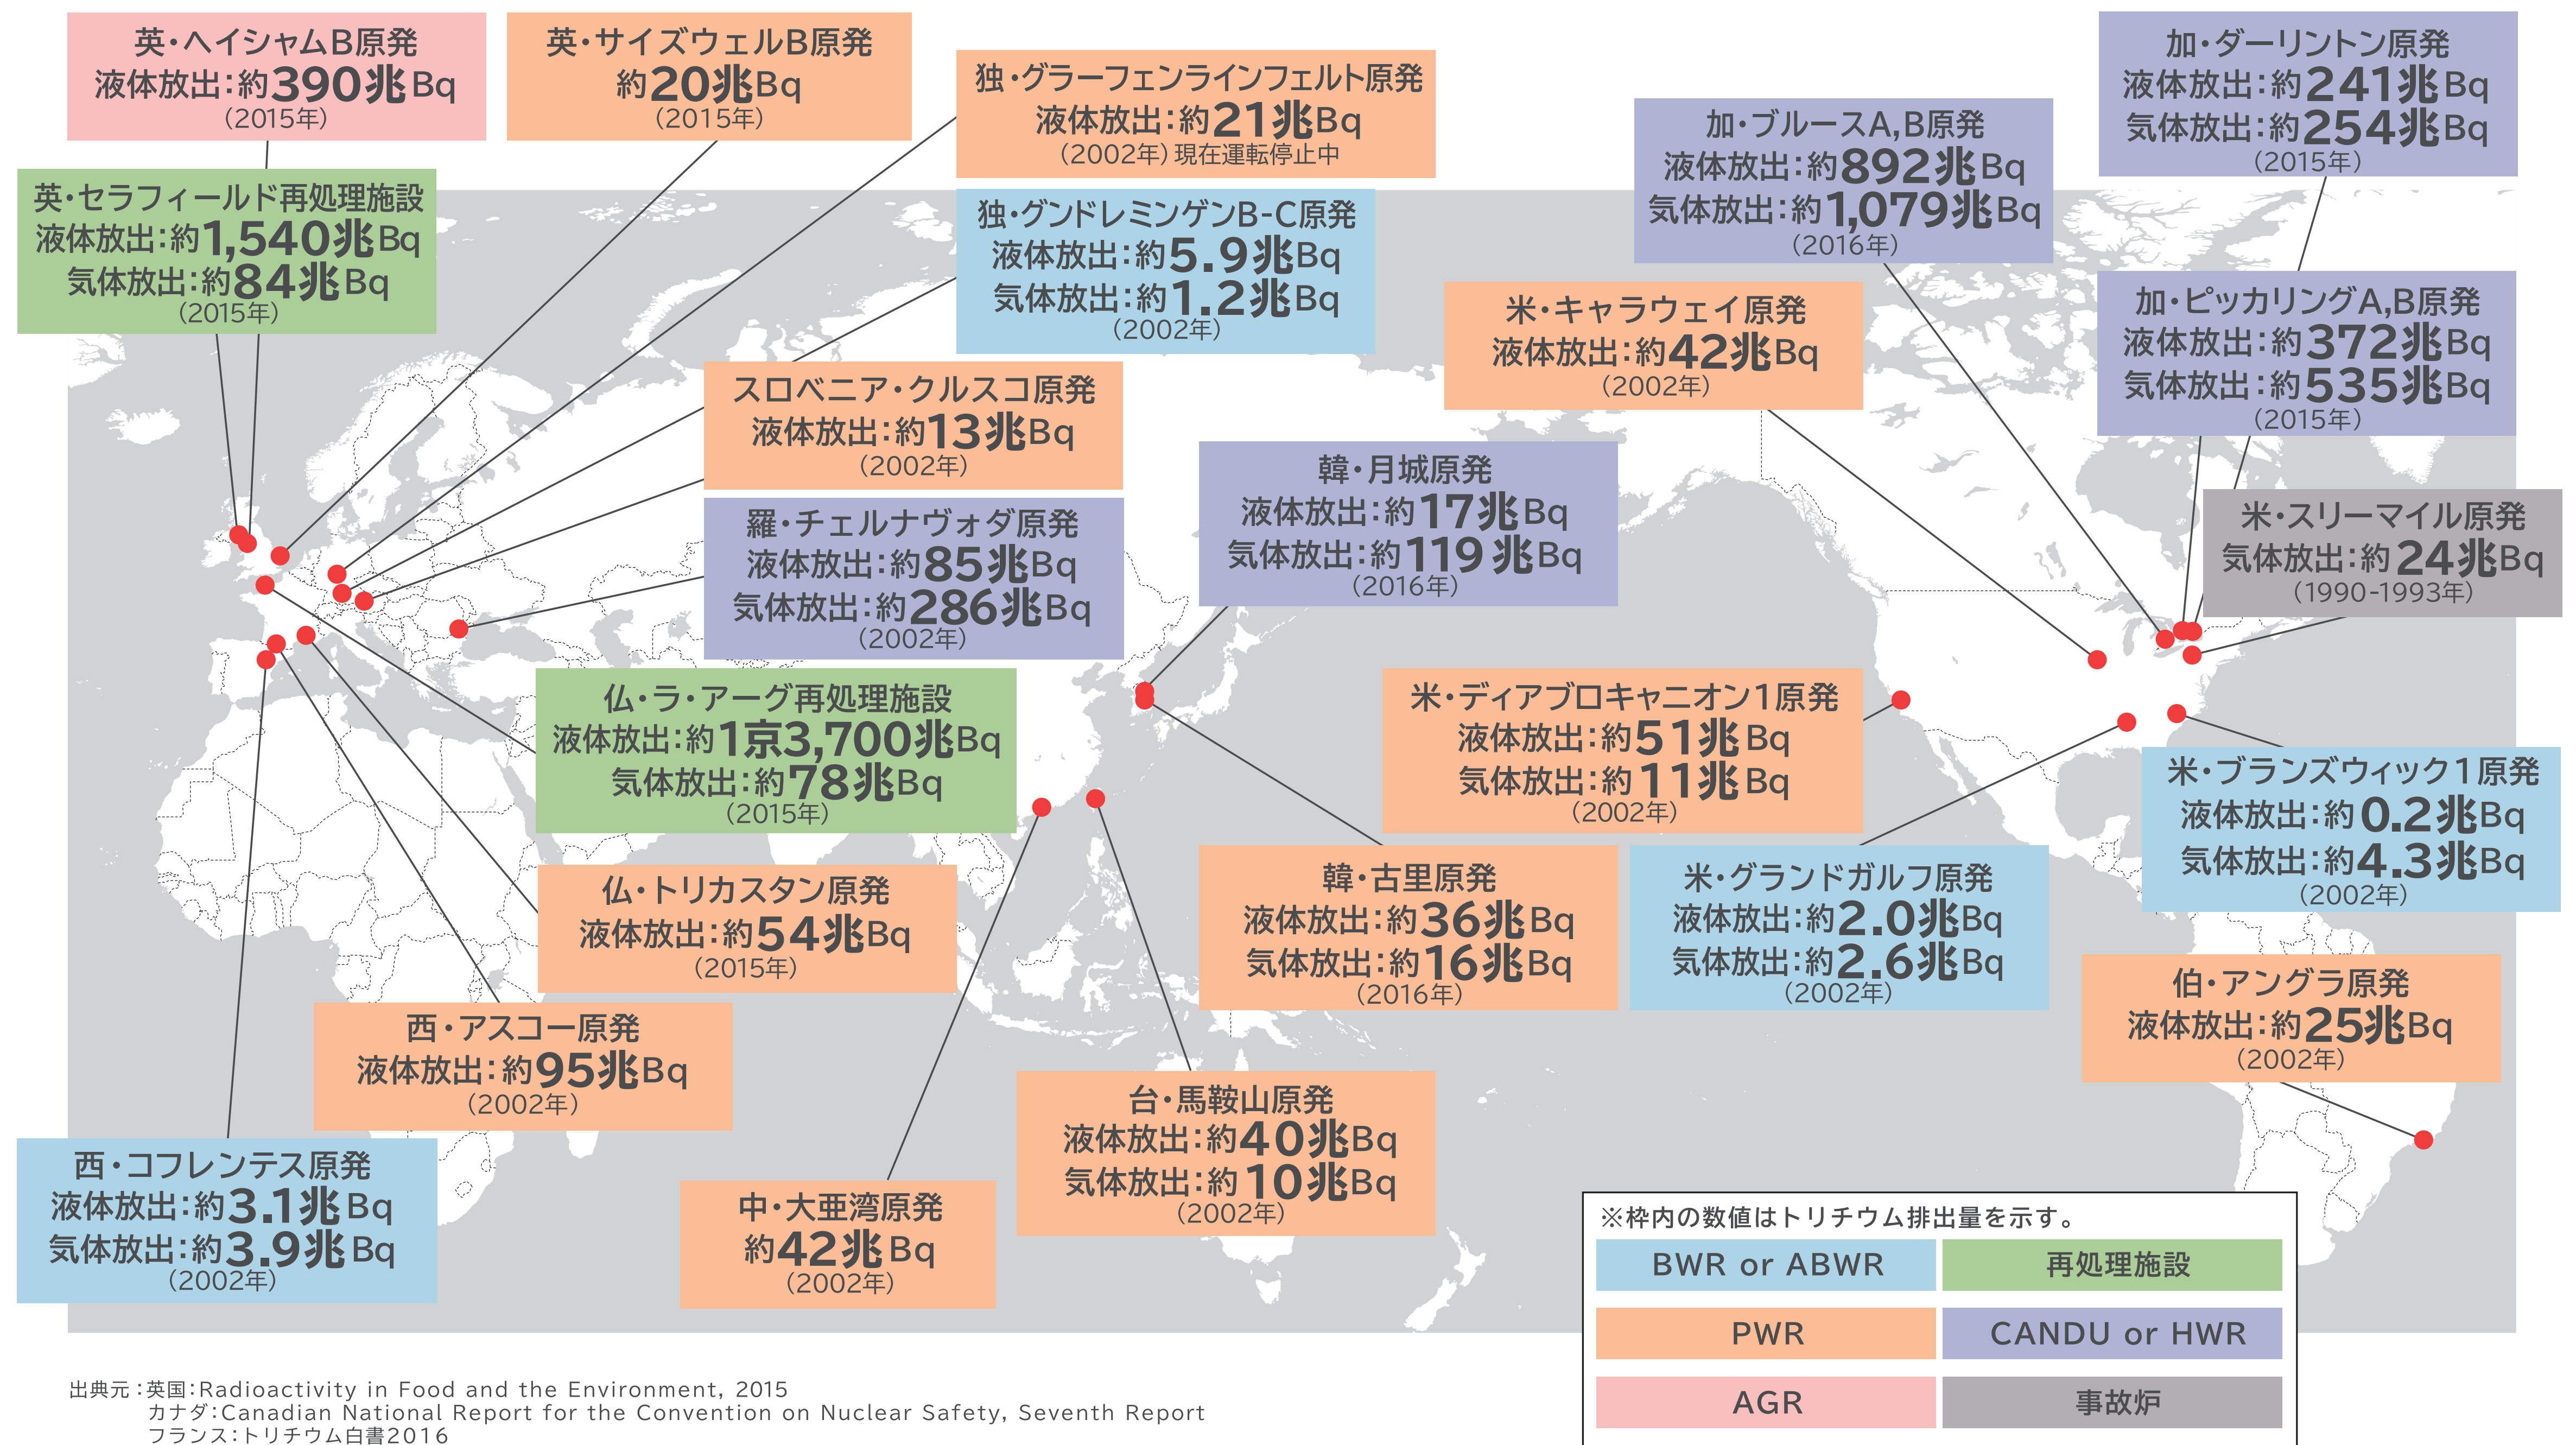 英・ヘイシャムB原発
液体放出：約390兆Bq
（2015年）
英・サイズウェルB原発
約20兆Bq
（2015年）
独・グラーフェンラインフェルト原発
液体放出：約21兆Bq
（2002年）現在運転停止中
加・ダーリントン原発
液体放出：約241兆Bq
気体放出：約254兆Bq
（2015年）
加・ブルースA,B原発
液体放出：約892兆Bq
気体放出：約1,079兆Bq
（2016年）
英・セラフィールド再処理施設
液体放出：約1,540兆Bq
気体放出：約84兆Bq
（2015年）
独・グンドレミンゲンB-C原発
液体放出：約5.9兆Bq
気体放出：約1.2兆Bq
（2002年）
米・キャラウェイ原発
液体放出：約42兆Bq
（2002年）
加・ピッカリングA,B原発
液体放出：約372兆Bq
気体放出：約535兆Bq
（2015年）
スロベニア・クルスコ原発
液体放出：約13兆Bq
（2002年）
韓・月城原発
液体放出：約17兆Bq
気体放出：約119兆Bq
（2016年）
米・スリーマイル原発
気体放出：約24兆Bq
（1990-1993年）
羅・チェルナヴォダ原発
液体放出：約85兆Bq
気体放出：約286兆Bq
（2002年）
仏・ラ・アーグ再処理施設
液体放出：約1京3,700兆Bq
気体放出：約78兆Bq
（2015年）
米・ディアブロキャニオン1原発
液体放出：約51兆Bq
気体放出：約11兆Bq
（2002年）
米・ブランズウィック1原発
液体放出：約0.2兆Bq
気体放出：約4.3兆Bq
（2002年）
仏・トリカスタン原発
液体放出：約54兆Bq
（2015年）
韓・古里原発
液体放出：約36兆Bq
気体放出：約16兆Bq
（2016年）
米・グランドガルフ原発
液体放出：約2.0兆Bq
気体放出：約2.6兆Bq
（2002年）
伯・アングラ原発
液体放出：約25兆Bq
（2002年）
西・アスコー原発
液体放出：約95兆Bq
（2002年）
台・馬鞍山原発
液体放出：約40兆Bq
気体放出：約10兆Bq
（2002年）
西・コフレンテス原発
液体放出：約3.1兆Bq
気体放出：約3.9兆Bq
（2002年）
中・大亜湾原発
約42兆Bq
（2002年）
※枠内の数値はトリチウム排出量を示す。
BWR or ABWR
再処理施設
PWR
CANDU or HWR
AGR
事故炉
出典元：英国：Radioactivity in Food and the Environment, 2015
カナダ：Canadian National Report for the Convention on Nuclear Safety, Seventh Report
フランス：トリチウム白書2016